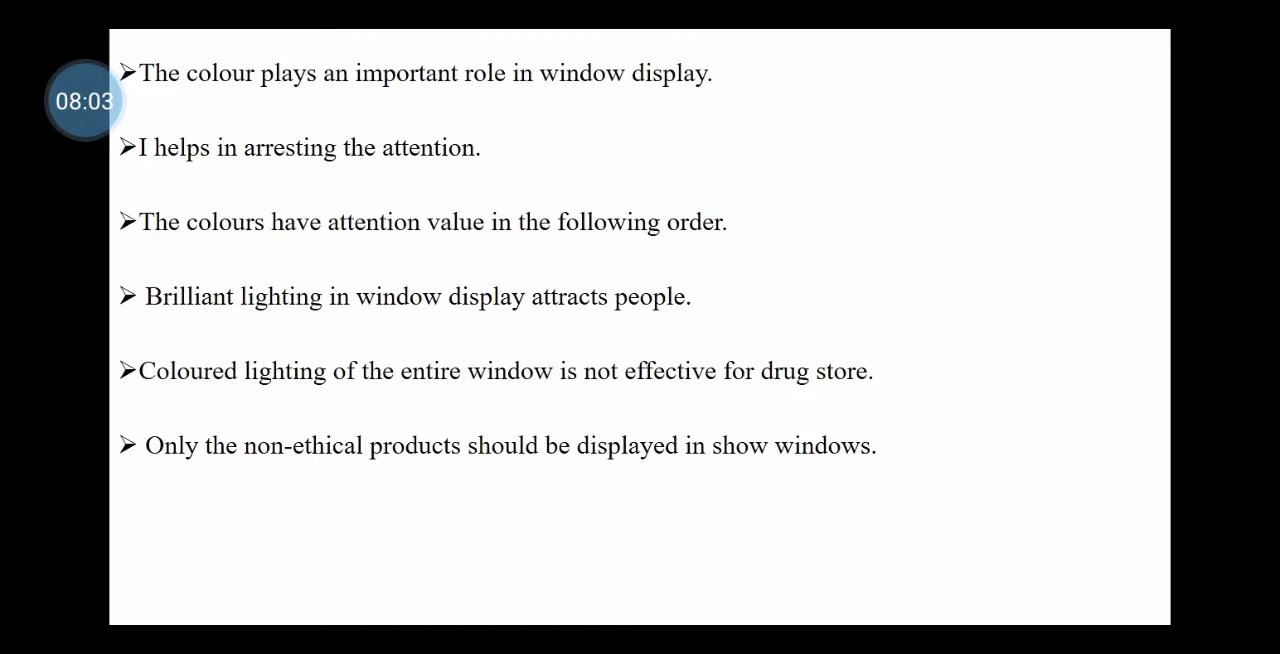 ➢The colour plays an important role in window display.
08:03
➢I helps in arresting the attention.
➢The colours have attention value in the following order.
➢ Brilliant lighting in window display attracts people.
➢Coloured lighting of the entire window is not effective for drug store.
➢ Only the non-ethical products should be displayed in show windows.